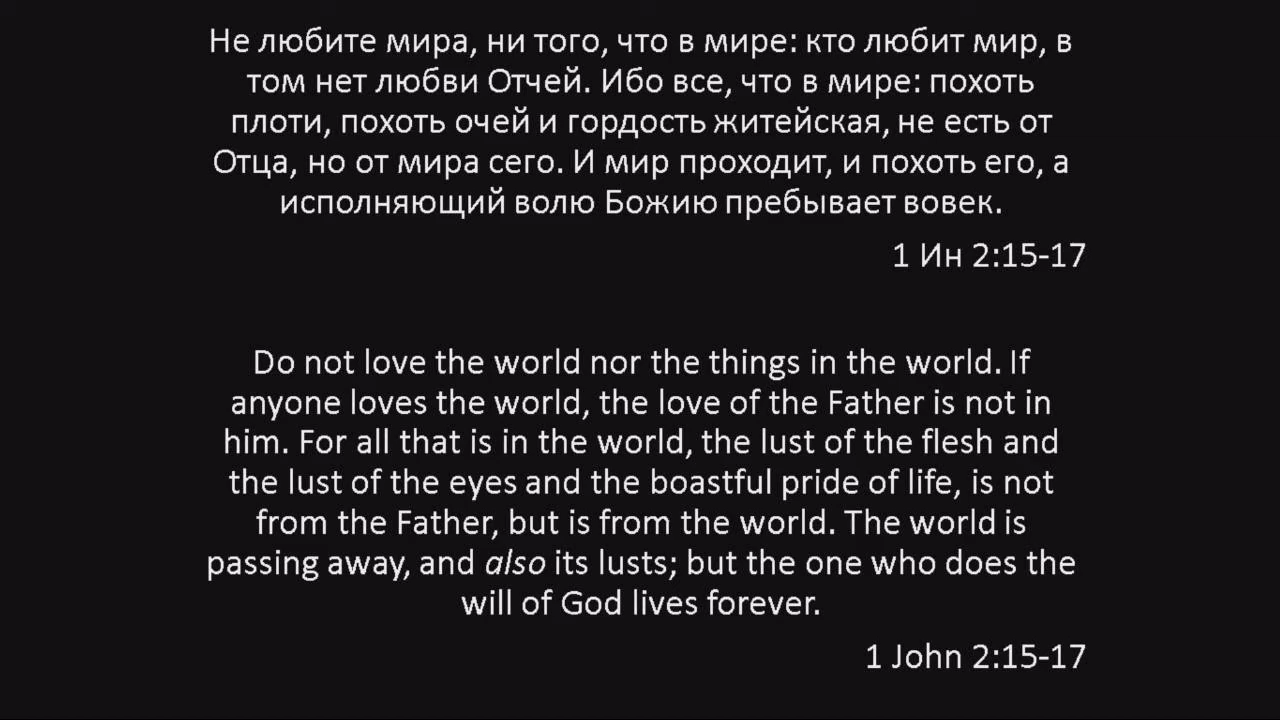 Не любите мира, ни того, что в мире: кто любит мир, в
том нет любви Отчей. Ибо все, что в мире: похоть
плоти, похоть очей и гордость житейская, не есть от
Отца, но от мира сего. И мир проходит, и похоть его, а
исполняющий волю Божию пребывает вовек.
1 Ин 2:15-17
Do not love the world nor the things in the world. If
anyone loves the world, the love of the Father is not in
him. For all that is in the world, the lust of the flesh and
the lust of the eyes and the boastful pride of life, is not
from the Father, but is from the world. The world is
passing away, and also its lusts; but the one who does the
will of God lives forever.
1 John 2:15-17